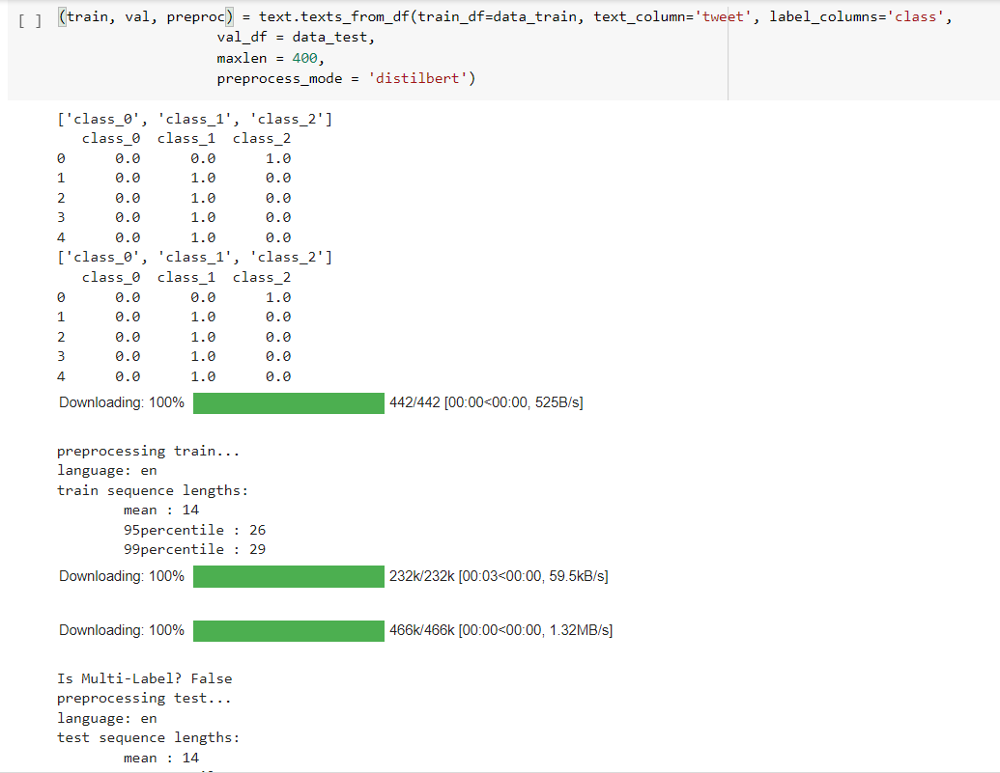 [ ] (train, val, preproc) = text.texts_from_df(train_df=data_train, text_column='tweet', label_columns='class',
val_df = data_test,
maxlen = 400,
preprocess_mode = 'distilbert')
['class_0', 'class_1', 'class_2']
class_0 class_1 class_2
0 0.0 0.0 1.0
1 0.0 1.0 0.0
2 0.0 1.0 0.0
3 0.0 1.0 0.0
4 0.0 1.0 0.0
['class_0', 'class_1', 'class_2']
class_0 class_1 class_2
0 0.0 0.0 1.0
1 0.0 1.0 0.0
2 0.0 1.0 0.0
3 0.0 1.0 0.0
4 0.0 1.0 0.0
Downloading: 100% 442/442 [00:00<00:00, 525B/s]
preprocessing train...
language: en
train sequence lengths:
mean : 14
95percentile : 26
99percentile : 29
Downloading: 100% 232k/232k [00:03<00:00, 59.5kB/s]
Downloading: 100% 466k/466k [00:00<00:00, 1.32MB/s]
Is Multi-Label? False
preprocessing test...
language: en
test sequence lengths:
mean : 14